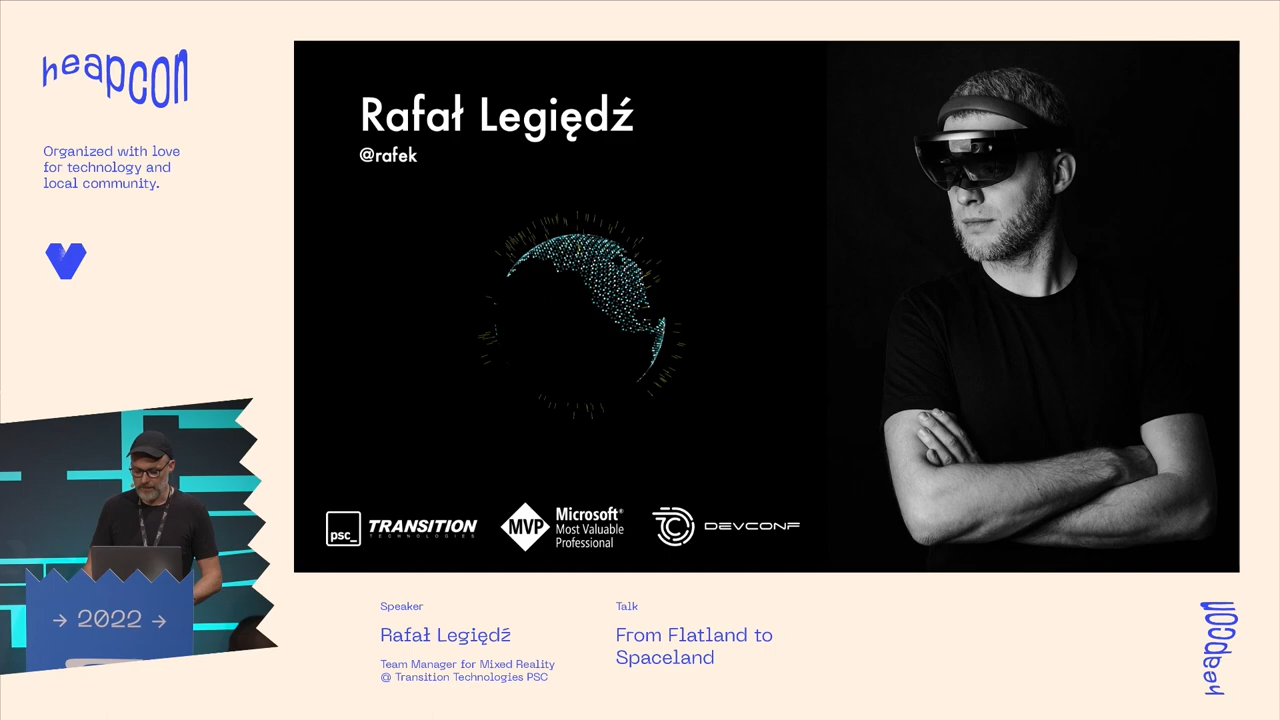 heapcon
Organized with love
for technology and
local community.
Rafał Legiędź
@rafek
psc_
TRANSITION
TECHNOLOGIES
MVP
Microsoft®
Most Valuable
Professional
DEVCONF
→ 2022 →
Speaker
Rafał Legiędź
Team Manager for Mixed Reality
@ Transition Technologies PSC
Talk
From Flatland to
Spaceland
heapcon